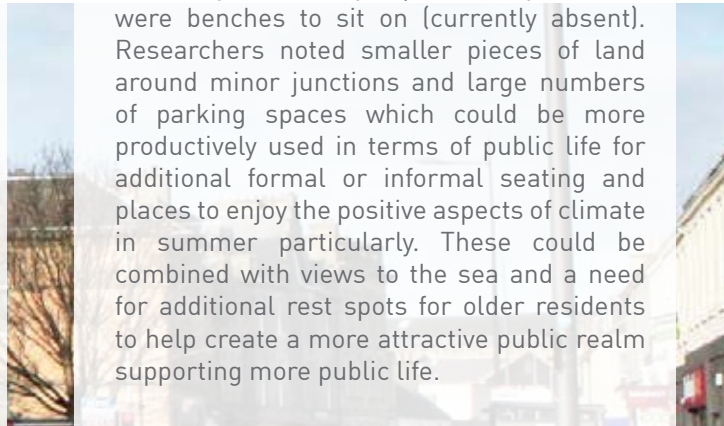 were benches to sit on (currently absent).
Researchers noted smaller pieces of land
around minor junctions and large numbers
of parking spaces which could be more
productively used in terms of public life for
additional formal or informal seating and
places to enjoy the positive aspects of climate
in summer particularly. These could be
combined with views to the sea and a need
for additional rest spots for older residents
to help create a more attractive public realm
supporting more public life.